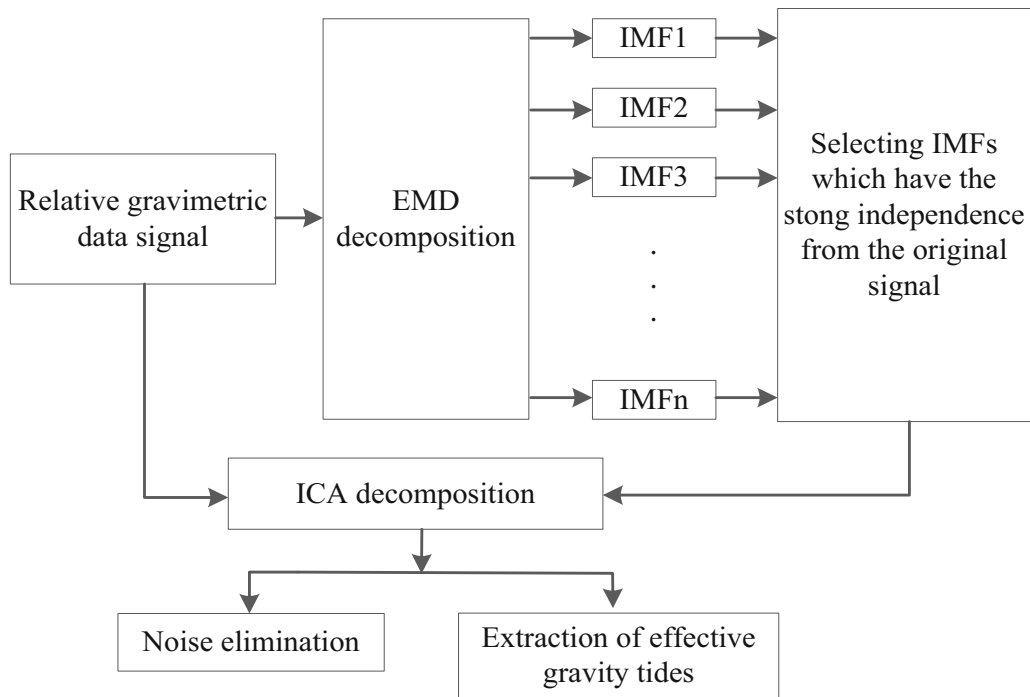 Relative gravimetric
data signal
EMD
decomposition
IMF1
IMF2
IMF3
.
.
.
IMFn
Selecting IMFs
which have the
stong independence
from the original
signal
ICA decomposition
Noise elimination
Extraction of effective
gravity tides